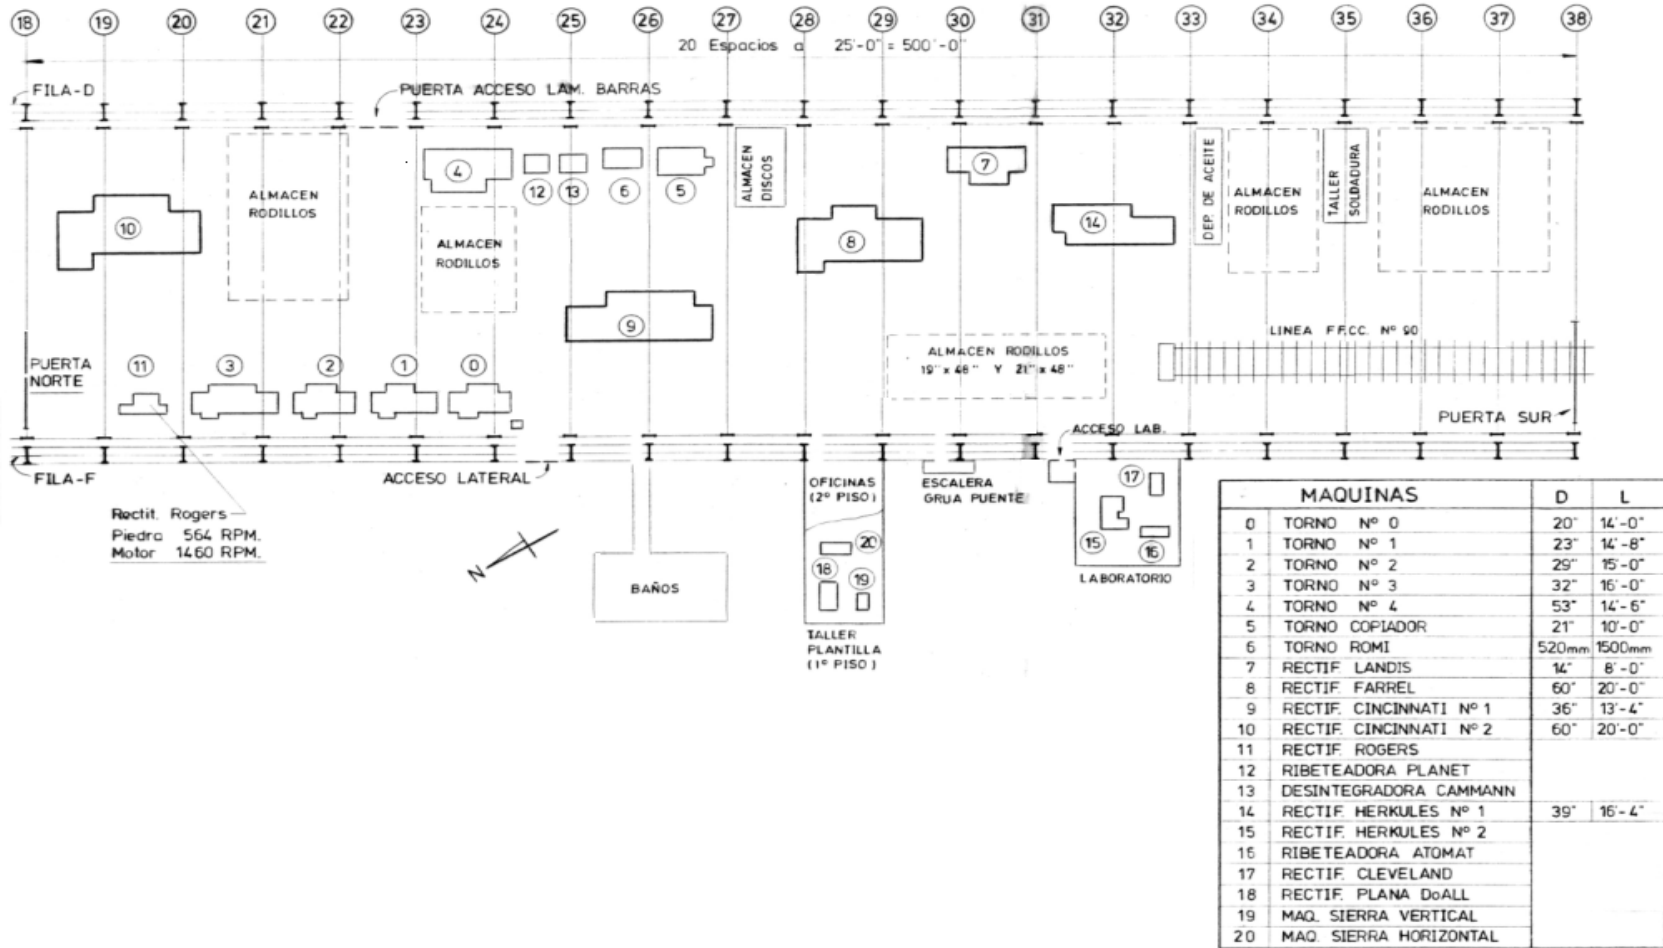 18 19 20 21 22 23 24 25 26 27 28 29 30 31 32 33 34 35 36 37 38
20 Espacios a 25'-0" = 500'-0"
FILA-D
PUERTA ACCESO LAM. BARRAS
4
12
13
6
5
7
10
8
14
9
ALMACEN
RODILLOS
ALMACEN
RODILLOS
ALMACEN
DISCOS
DEP. DE ACEITE
ALMACEN
RODILLOS
TALLER
SOLDADURA
ALMACEN
RODILLOS
LINEA F.F.C.C. Nº 90
ALMACEN RODILLOS
19" x 48" Y 21" x 48"
PUERTA
NORTE
11
3
2
1
0
PUERTA SUR
FILA-F
ACCESO LATERAL
ACCESO LAB.
Rectif. Rogers
Piedra 564 RPM.
Motor 1460 RPM.
N
BAÑOS
OFICINAS
(2º PISO)
20
18
19
TALLER
PLANTILLA
(1º PISO)
ESCALERA
GRUA PUENTE
17
15
16
LABORATORIO
MAQUINAS D L
0 TORNO Nº 0 20" 14'-0"
1 TORNO Nº 1 23" 14'-8"
2 TORNO Nº 2 29" 15'-0"
3 TORNO Nº 3 32" 16'-0"
4 TORNO Nº 4 53" 14'-6"
5 TORNO COPIADOR 21" 10'-0"
6 TORNO ROMI 520mm 1500mm
7 RECTIF. LANDIS 14" 8'-0"
8 RECTIF. FARREL 60" 20'-0"
9 RECTIF. CINCINNATI Nº 1 36" 13'-4"
10 RECTIF. CINCINNATI Nº 2 60" 20'-0"
11 RECTIF. ROGERS
12 RIBETEADORA PLANET
13 DESINTEGRADORA CAMMANN
14 RECTIF. HERKULES Nº 1 39" 16'-4"
15 RECTIF. HERKULES Nº 2
16 RIBETEADORA ATOMAT
17 RECTIF. CLEVELAND
18 RECTIF. PLANA DoALL
19 MAQ. SIERRA VERTICAL
20 MAQ. SIERRA HORIZONTAL